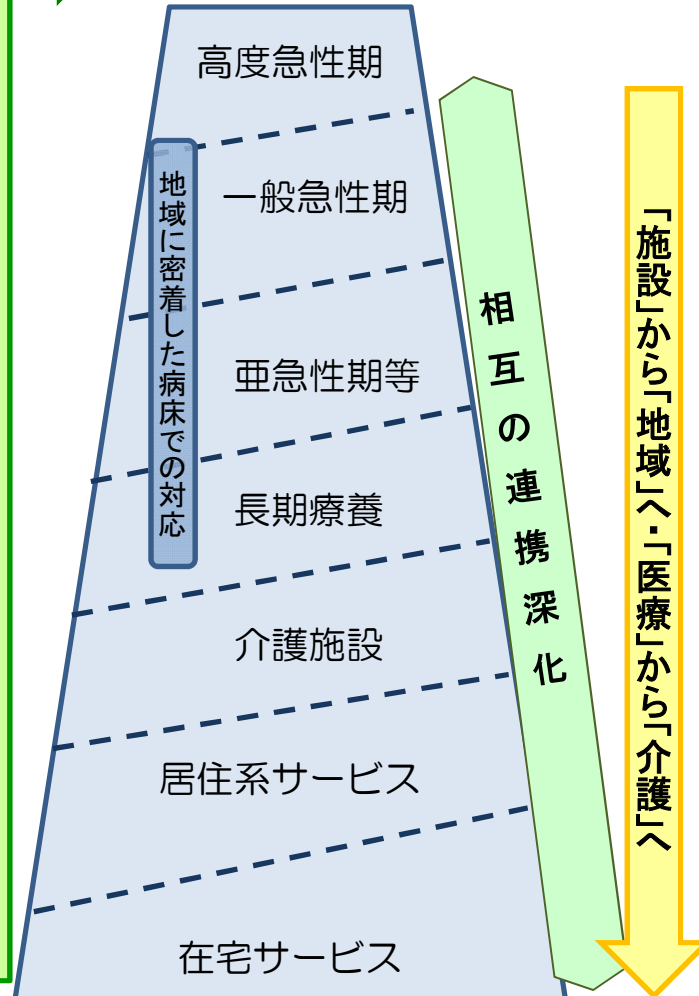 高度急性期
一般急性期
亜急性期等
長期療養
介護施設
居住系サービス
在宅サービス
地域に密着した病床での対応
相互の連携深化
「施設」から「地域」へ・「医療」から「介護」へ